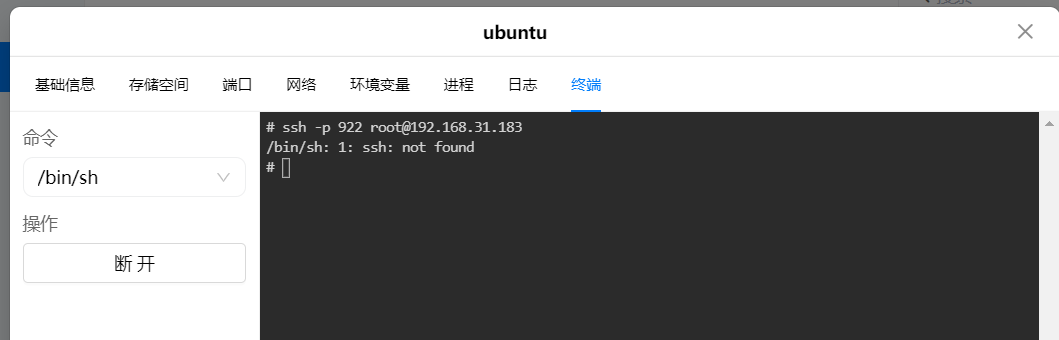 ubuntu
基础信息 存储空间 端口 网络 环境变量 进程 日志 终端
命令
/bin/sh
操作
断 开
# ssh -p 922 root@192.168.31.183
/bin/sh: 1: ssh: not found
#